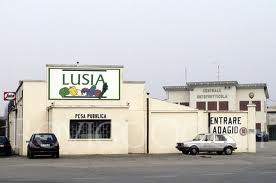 LUSIA
CENTRALE
ORTOFRUTTICOLA
PESA PUBBLICA
ENTRARE
ADAGIO